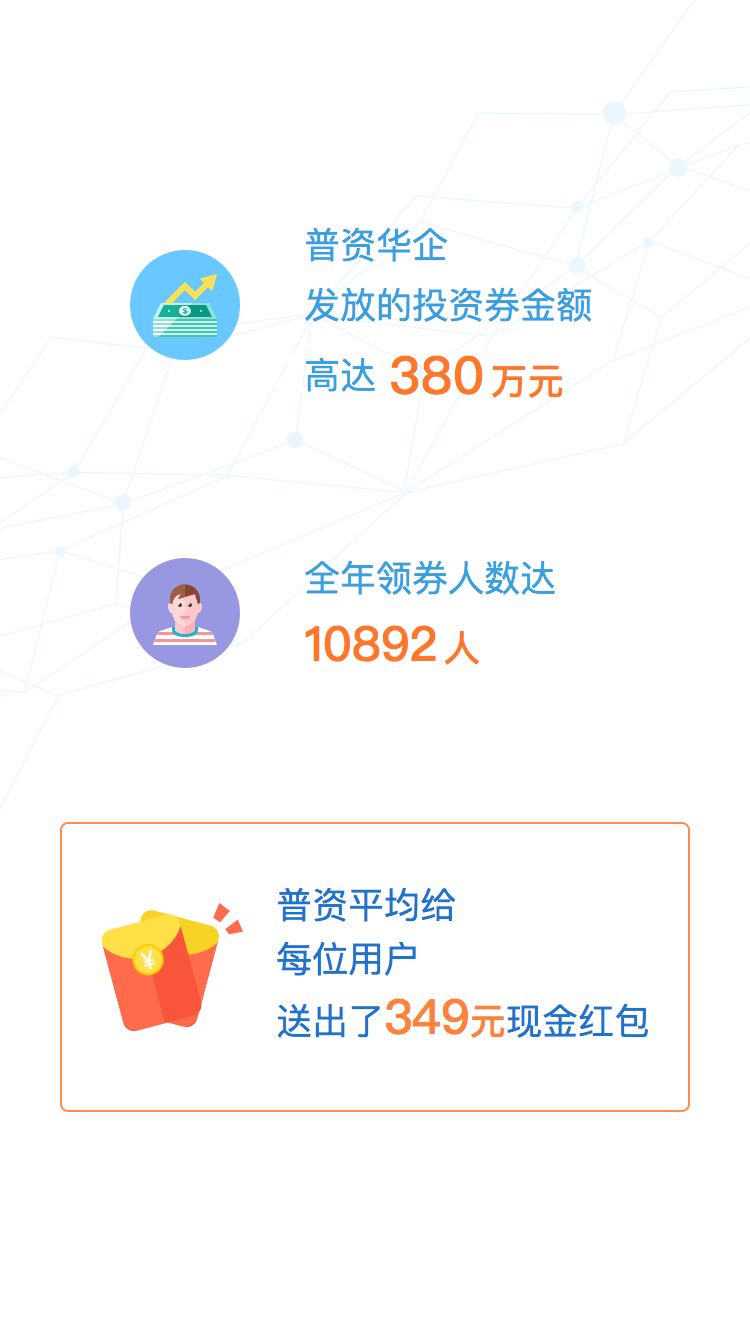 普资华企
发放的投资券金额
高达 380 万元
全年领券人数达
10892 人
普资平均给
每位用户
送出了349元现金红包